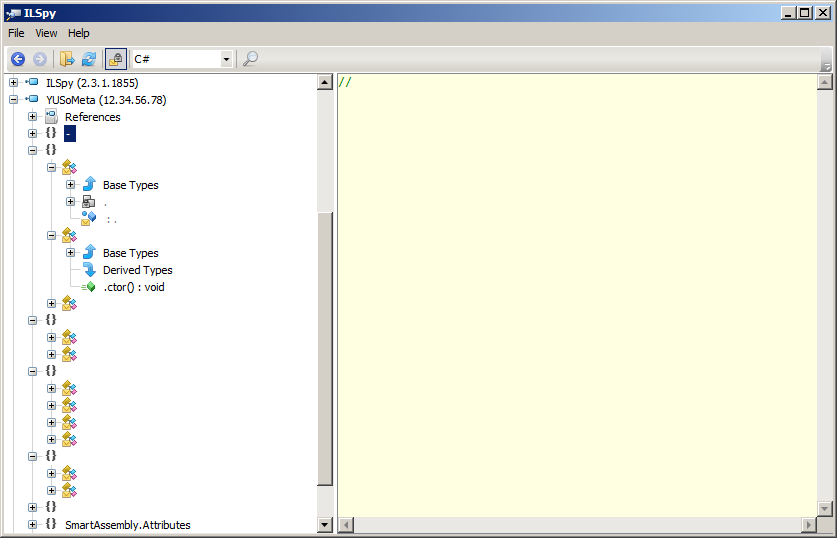 ILSpy
File View Help
C#
ILSpy (2.3.1.1855)
YUSoMeta (12.34.56.78)
References
{} -
{}
Base Types
.
: .
Base Types
Derived Types
.ctor() : void
{}
{}
{}
{}
{} SmartAssembly.Attributes
//